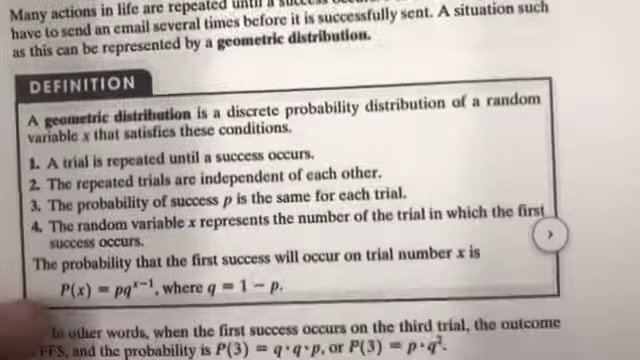 Many actions in life are repeated until a success
have to send an email several times before it is successfully sent. A situation such
as this can be represented by a geometric distribution.
DEFINITION
A geometric distribution is a discrete probability distribution of a random
variable x that satisfies these conditions.
1. A trial is repeated until a success occurs.
2. The repeated trials are independent of each other.
3. The probability of success p is the same for each trial.
4. The random variable x represents the number of the trial in which the first
success occurs.
The probability that the first success will occur on trial number x is
P(x) = pqˣ⁻¹, where q = 1 − p.
In other words, when the first success occurs on the third trial, the outcome
FFS, and the probability is P(3) = q·q·p, or P(3) = p·q².